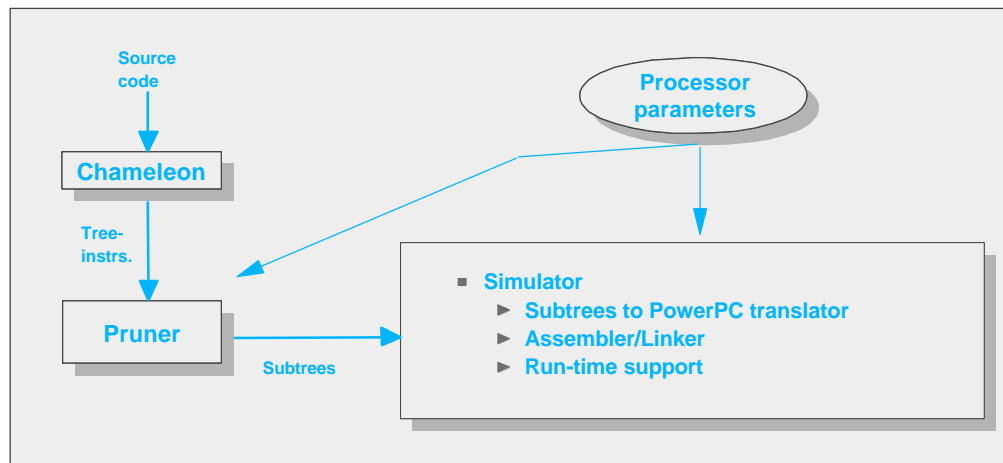 Source
code
Processor
parameters
Chameleon
Tree-
instrs.
Simulator
Subtrees to PowerPC translator
Assembler/Linker
Run-time support
Pruner
Subtrees